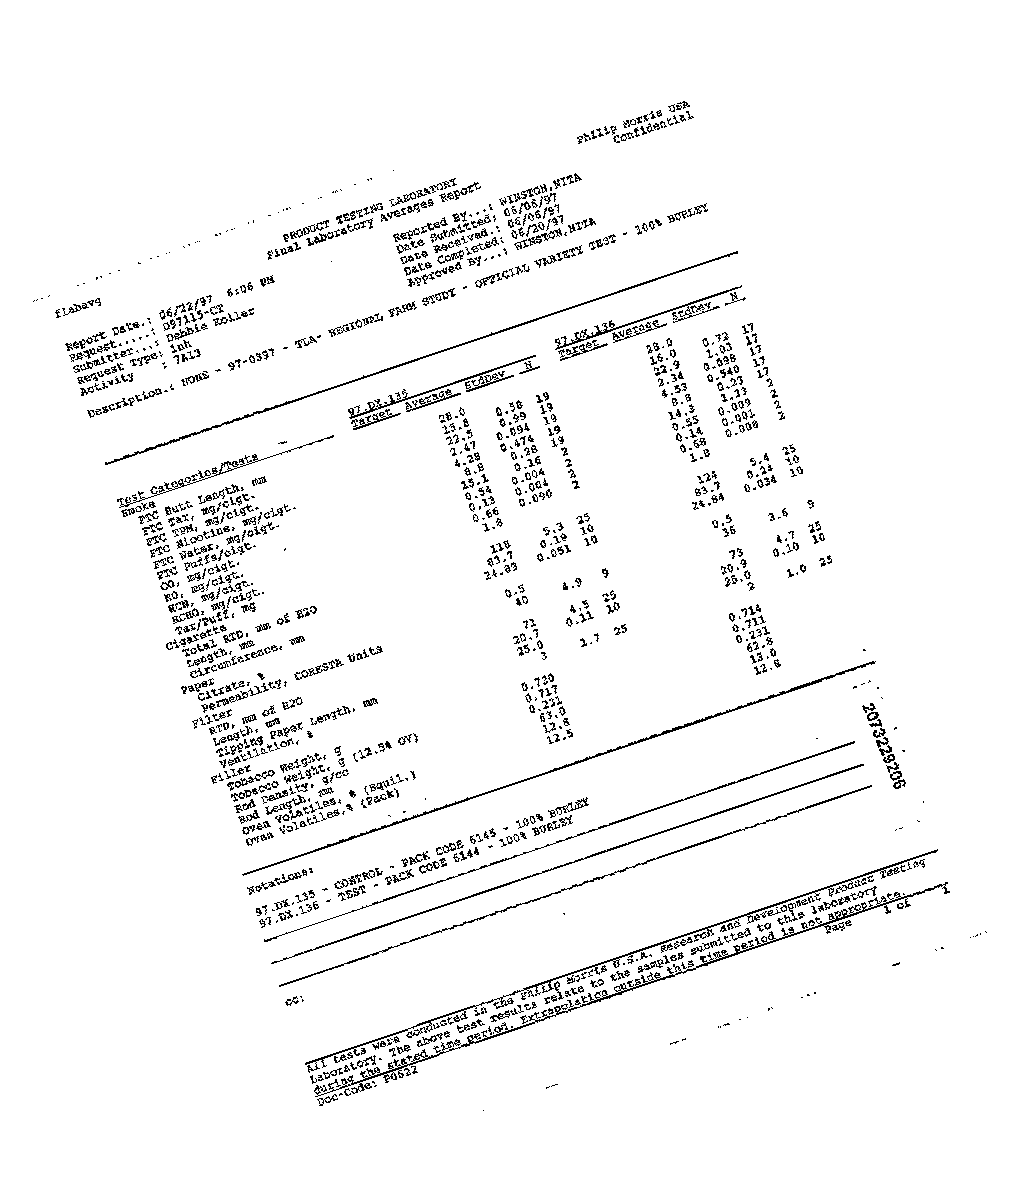 Philip Morris USA
Confidential
PRODUCT TESTING LABORATORY
Final Laboratory Averages Report
flabavg
Report Date.: 06/22/97 6:06 PM Reported By...: WINSTON,NITA
Request.....: 097115-CT Date Submitted: 06/06/97
Submitter...: Debbie Koller Date Received.: 06/06/97
Request Type: inh Date Completed: 06/20/97
Activity : 7A13 Approved By...: WINSTON,NITA
Description.: NONE - 97-0337 - TLA- REGIONAL FARM STUDY - OFFICIAL VARIETY TEST - 100% BURLEY
97.DX.135 97.DX.136
Test Categories/Tests Target Average StdDev N Target Average StdDev N
Smoke
FTC Butt Length, mm 28.0 28.0
FTC Tar, mg/cigt. 0.58 19 16.0 0.72 17
FTC TPM, mg/cigt. 22.5 0.99 19 22.9 1.03 17
FTC Nicotine, mg/cigt. 2.47 0.094 19 2.34 0.098 17
FTC Water, mg/cigt. 4.28 0.474 19 4.53 0.540 17
FTC Puffs/cigt. 8.8 0.28 19 8.8 0.23 17
CO, mg/cigt. 15.1 0.16 2 14.3 1.13 2
NO, mg/cigt. 0.54 0.004 2 0.55 0.009 2
HCN, mg/cigt. 0.13 0.004 2 0.14 0.001 2
RCHO, mg/cigt. 0.66 0.090 2 0.68 0.008 2
Tar/Puff, mg 1.8 1.8
Cigarette
Total RTD, mm of H2O 118 5.3 25 124 5.4 25
Length, mm 83.7 0.19 10 83.7 0.24 10
Circumference, mm 24.89 0.051 10 24.84 0.034 10
Paper
Citrate, % 0.5 0.5
Permeability, CORESTA Units 40 4.9 9 36 3.6 9
Filter
RTD, mm of H2O 71 4.5 25 73 4.7 25
Length, mm 20.7 0.11 10 20.9 0.10 10
Tipping Paper Length, mm 25.0 25.0
Ventilation, % 3 1.7 25 2 1.0 25
Filler
Tobacco Weight, g 0.720 0.714
Tobacco Weight, g (12.5% OV) 0.717 0.711
Rod Density, g/cc 0.231 0.231
Rod Length, mm 63.0 62.8
Oven Volatiles, % (Equil.) 12.8 13.0
Oven Volatiles,% (Pack) 12.5 12.8
2073229206
Notations:
97.DX.135 - CONTROL - PACK CODE 6145 - 100% BURLEY
97.DX.136 - TEST - PACK CODE 6144 - 100% BURLEY
cc:
All tests were conducted in the Philip Morris U.S.A. Research and Development Product Testing
Laboratory. The above test results relate to the samples submitted to this laboratory
during the stated time period. Extrapolation outside this time period is not appropriate.
Doc-Code: P0622 Page 1 of 1